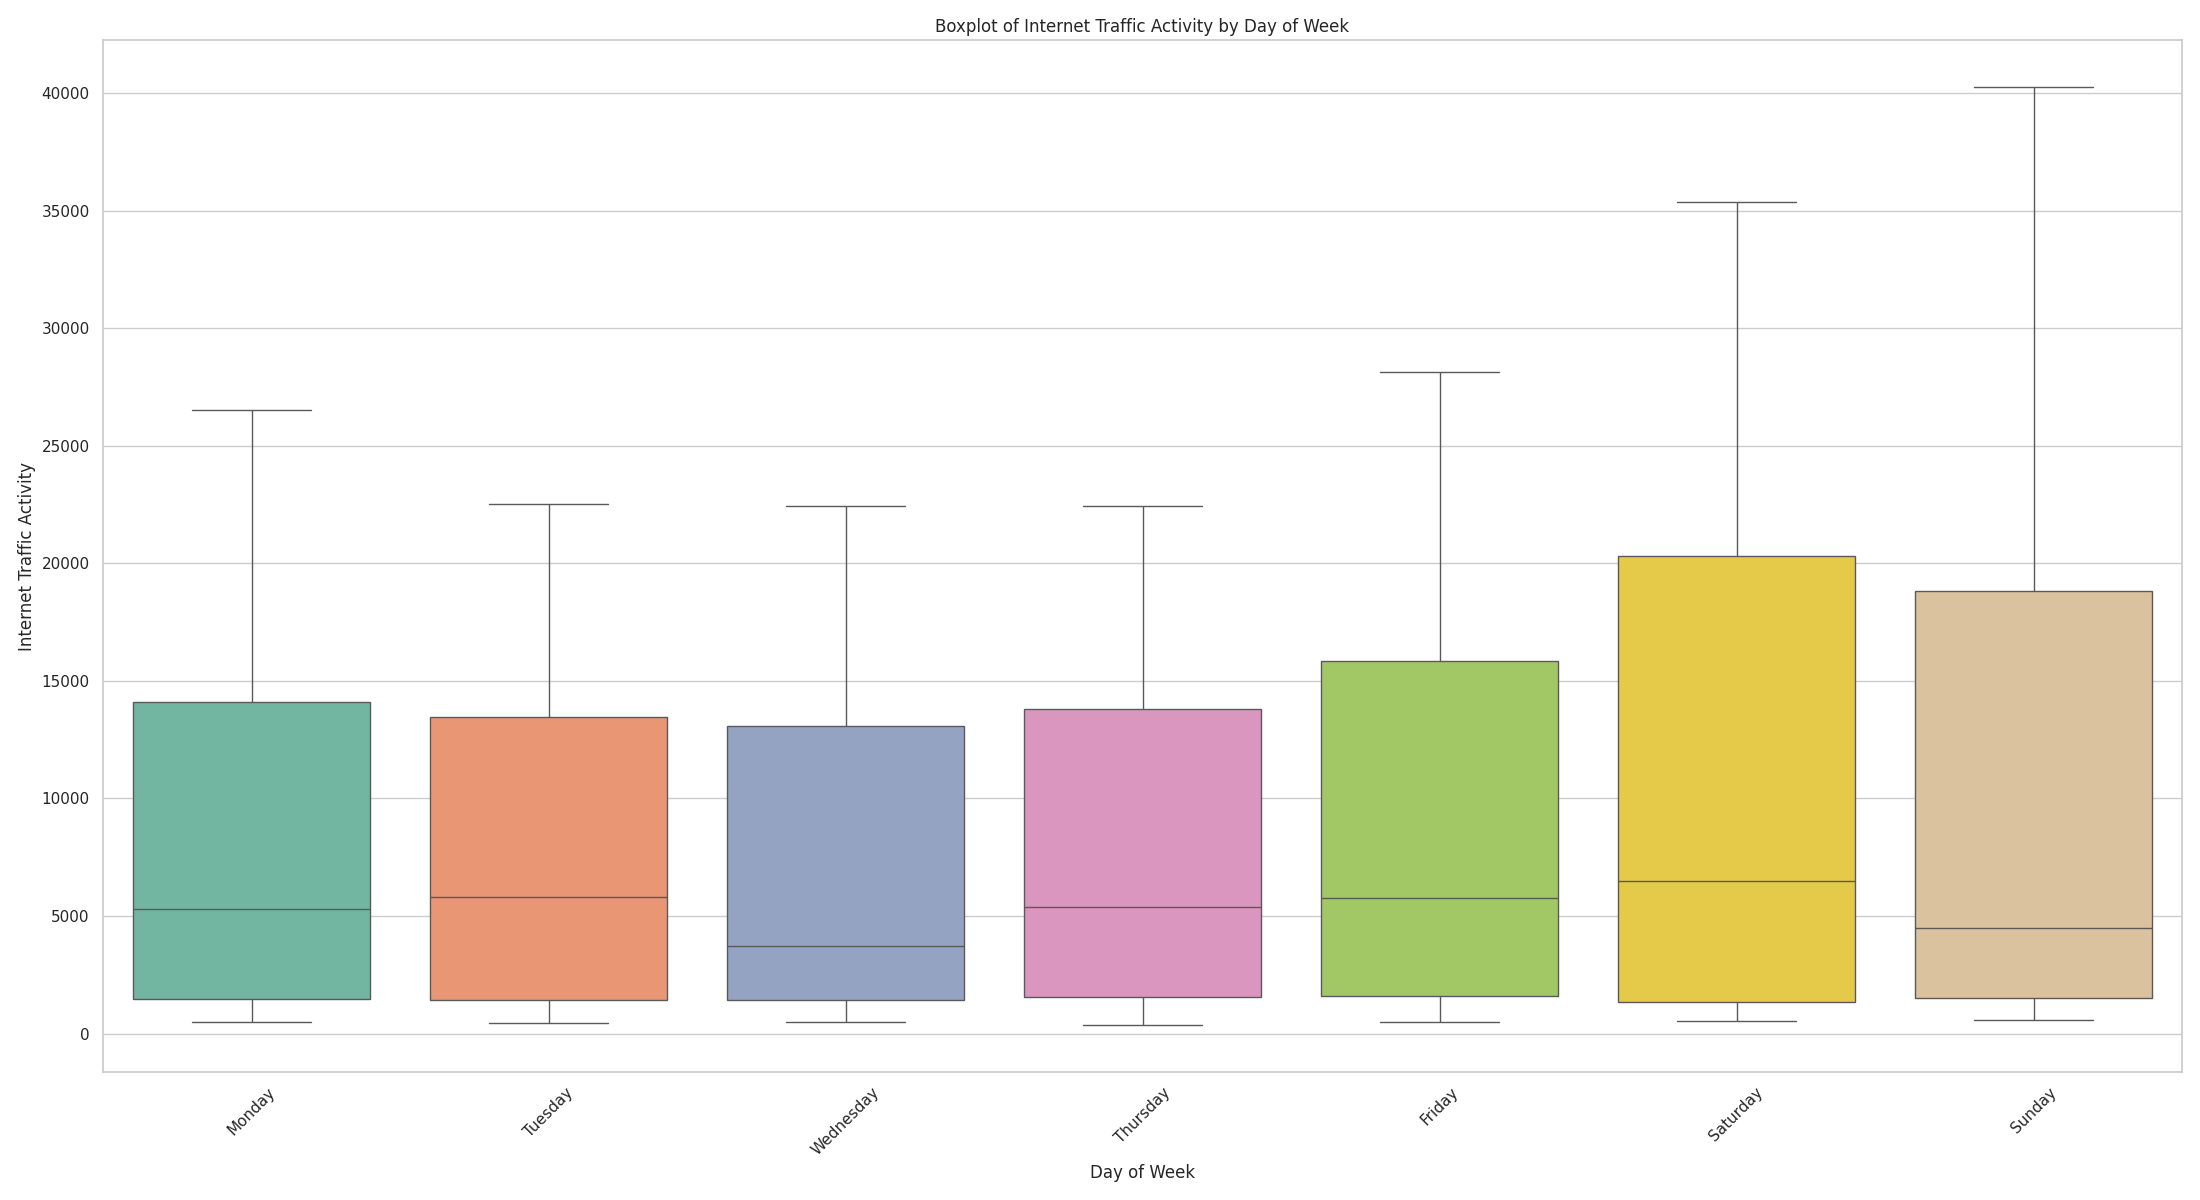 Boxplot of Internet Traffic Activity by Day of Week
Internet Traffic Activity
40000
35000
30000
25000
20000
15000
10000
5000
0
Monday
Tuesday
Wednesday
Thursday
Friday
Saturday
Sunday
Day of Week